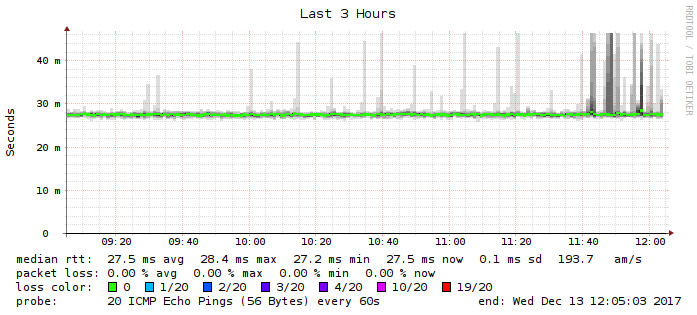 Last 3 Hours
RRDTOOL / TOBI OETIKER
Seconds
40 m
30 m
20 m
10 m
0
09:20 09:40 10:00 10:20 10:40 11:00 11:20 11:40 12:00
median rtt: 27.5 ms avg 28.4 ms max 27.2 ms min 27.5 ms now 0.1 ms sd 193.7 am/s
packet loss: 0.00 % avg 0.00 % max 0.00 % min 0.00 % now
loss color: 0 1/20 2/20 3/20 4/20 10/20 19/20
probe: 20 ICMP Echo Pings (56 Bytes) every 60s end: Wed Dec 13 12:05:03 2017